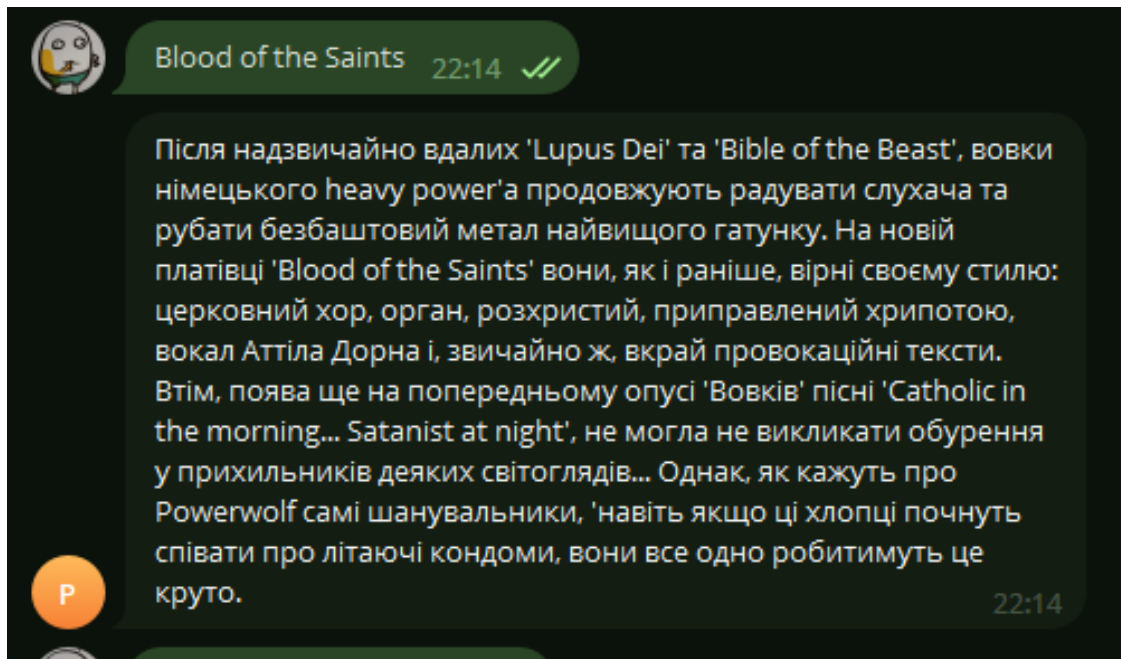 Blood of the Saints 22:14
Після надзвичайно вдалих 'Lupus Dei' та 'Bible of the Beast', вовки
німецького heavy power'а продовжують радувати слухача та
рубати безбаштовий метал найвищого гатунку. На новій
платівці 'Blood of the Saints' вони, як і раніше, вірні своєму стилю:
церковний хор, орган, розхристий, приправлений хрипотою,
вокал Аттіла Дорна і, звичайно ж, вкрай провокаційні тексти.
Втім, поява ще на попередньому опусі 'Вовків' пісні 'Catholic in
the morning... Satanist at night', не могла не викликати обурення
у прихильників деяких світоглядів... Однак, як кажуть про
Powerwolf самі шанувальники, 'навіть якщо ці хлопці почнуть
співати про літаючі кондоми, вони все одно робитимуть це
круто.
P
22:14